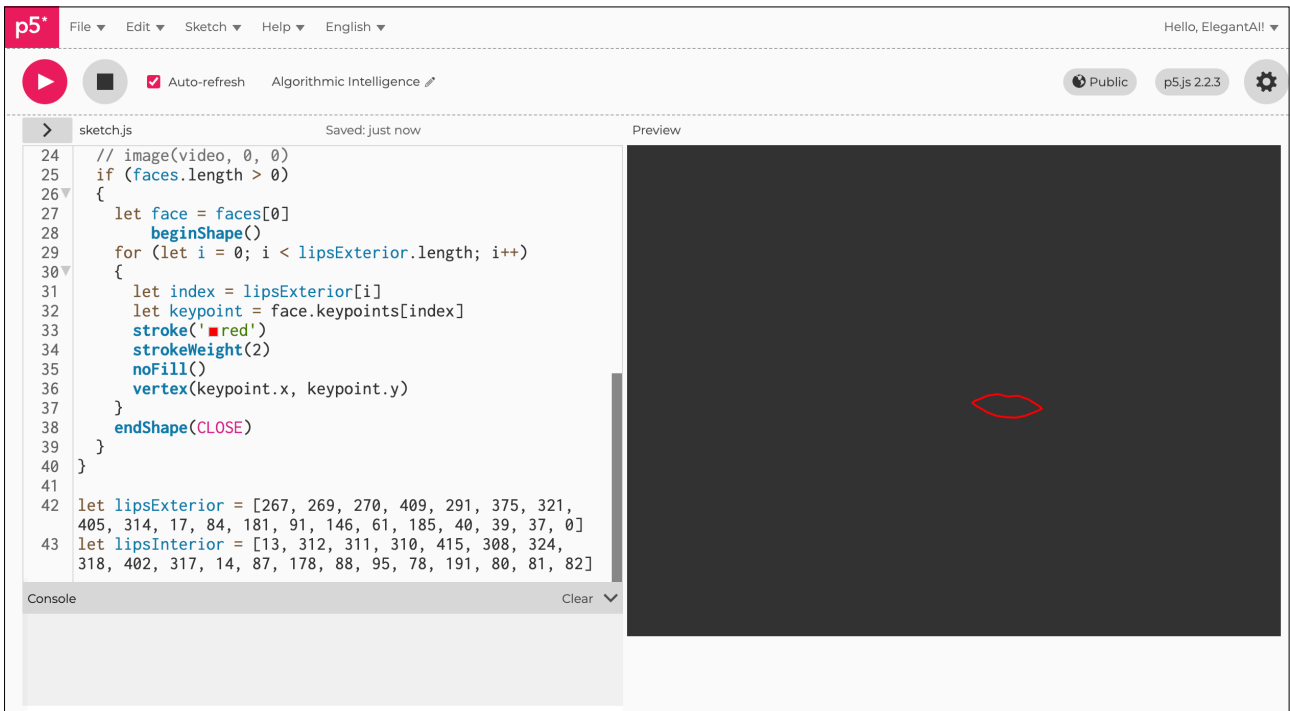 p5*
File Edit Sketch Help English Hello, ElegantAI!
Auto-refresh Algorithmic Intelligence Public p5.js 2.2.3
sketch.js Saved: just now Preview
24 // image(video, 0, 0)
25 if (faces.length > 0)
26 {
27 let face = faces[0]
28 beginShape()
29 for (let i = 0; i < lipsExterior.length; i++)
30 {
31 let index = lipsExterior[i]
32 let keypoint = face.keypoints[index]
33 stroke('red')
34 strokeWeight(2)
35 noFill()
36 vertex(keypoint.x, keypoint.y)
37 }
38 endShape(CLOSE)
39 }
40 }
41
42 let lipsExterior = [267, 269, 270, 409, 291, 375, 321,
405, 314, 17, 84, 181, 91, 146, 61, 185, 40, 39, 37, 0]
43 let lipsInterior = [13, 312, 311, 310, 415, 308, 324,
318, 402, 317, 14, 87, 178, 88, 95, 78, 191, 80, 81, 82]
Console Clear